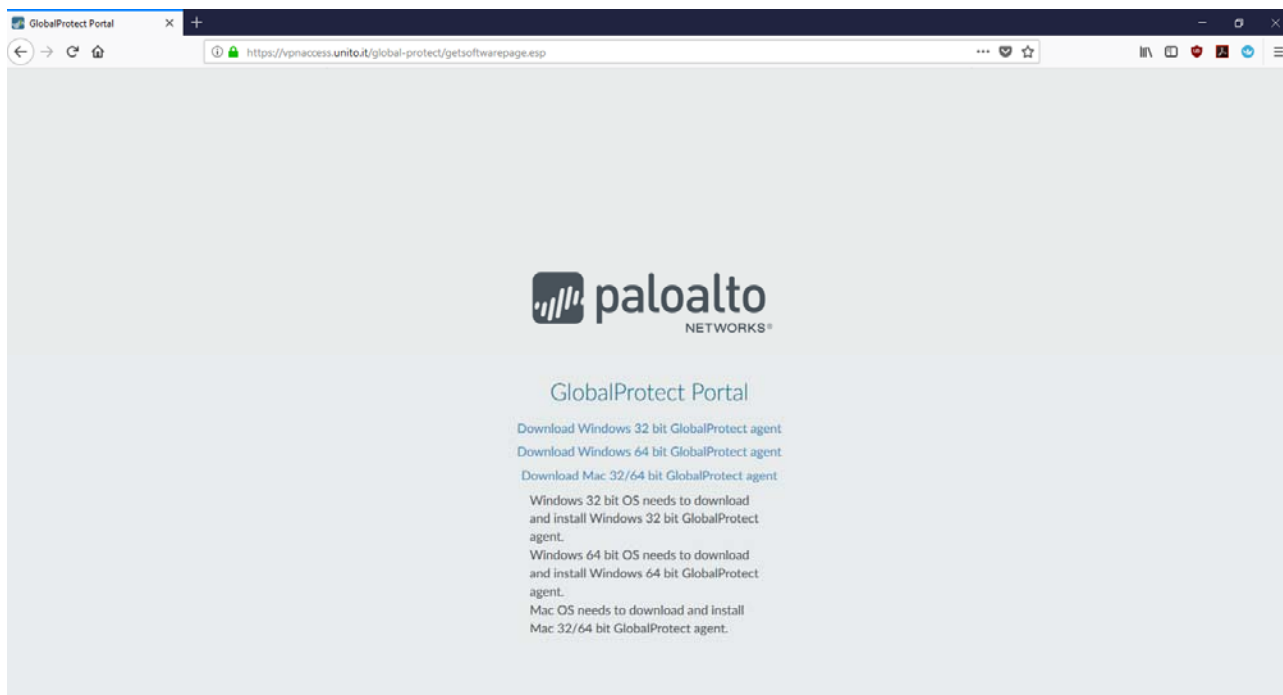 GlobalProtect Portal
https://vpnaccess.unito.it/global-protect/getsoftwarepage.esp
paloalto
NETWORKS®
GlobalProtect Portal
Download Windows 32 bit GlobalProtect agent
Download Windows 64 bit GlobalProtect agent
Download Mac 32/64 bit GlobalProtect agent
Windows 32 bit OS needs to download
and install Windows 32 bit GlobalProtect
agent.
Windows 64 bit OS needs to download
and install Windows 64 bit GlobalProtect
agent.
Mac OS needs to download and install
Mac 32/64 bit GlobalProtect agent.